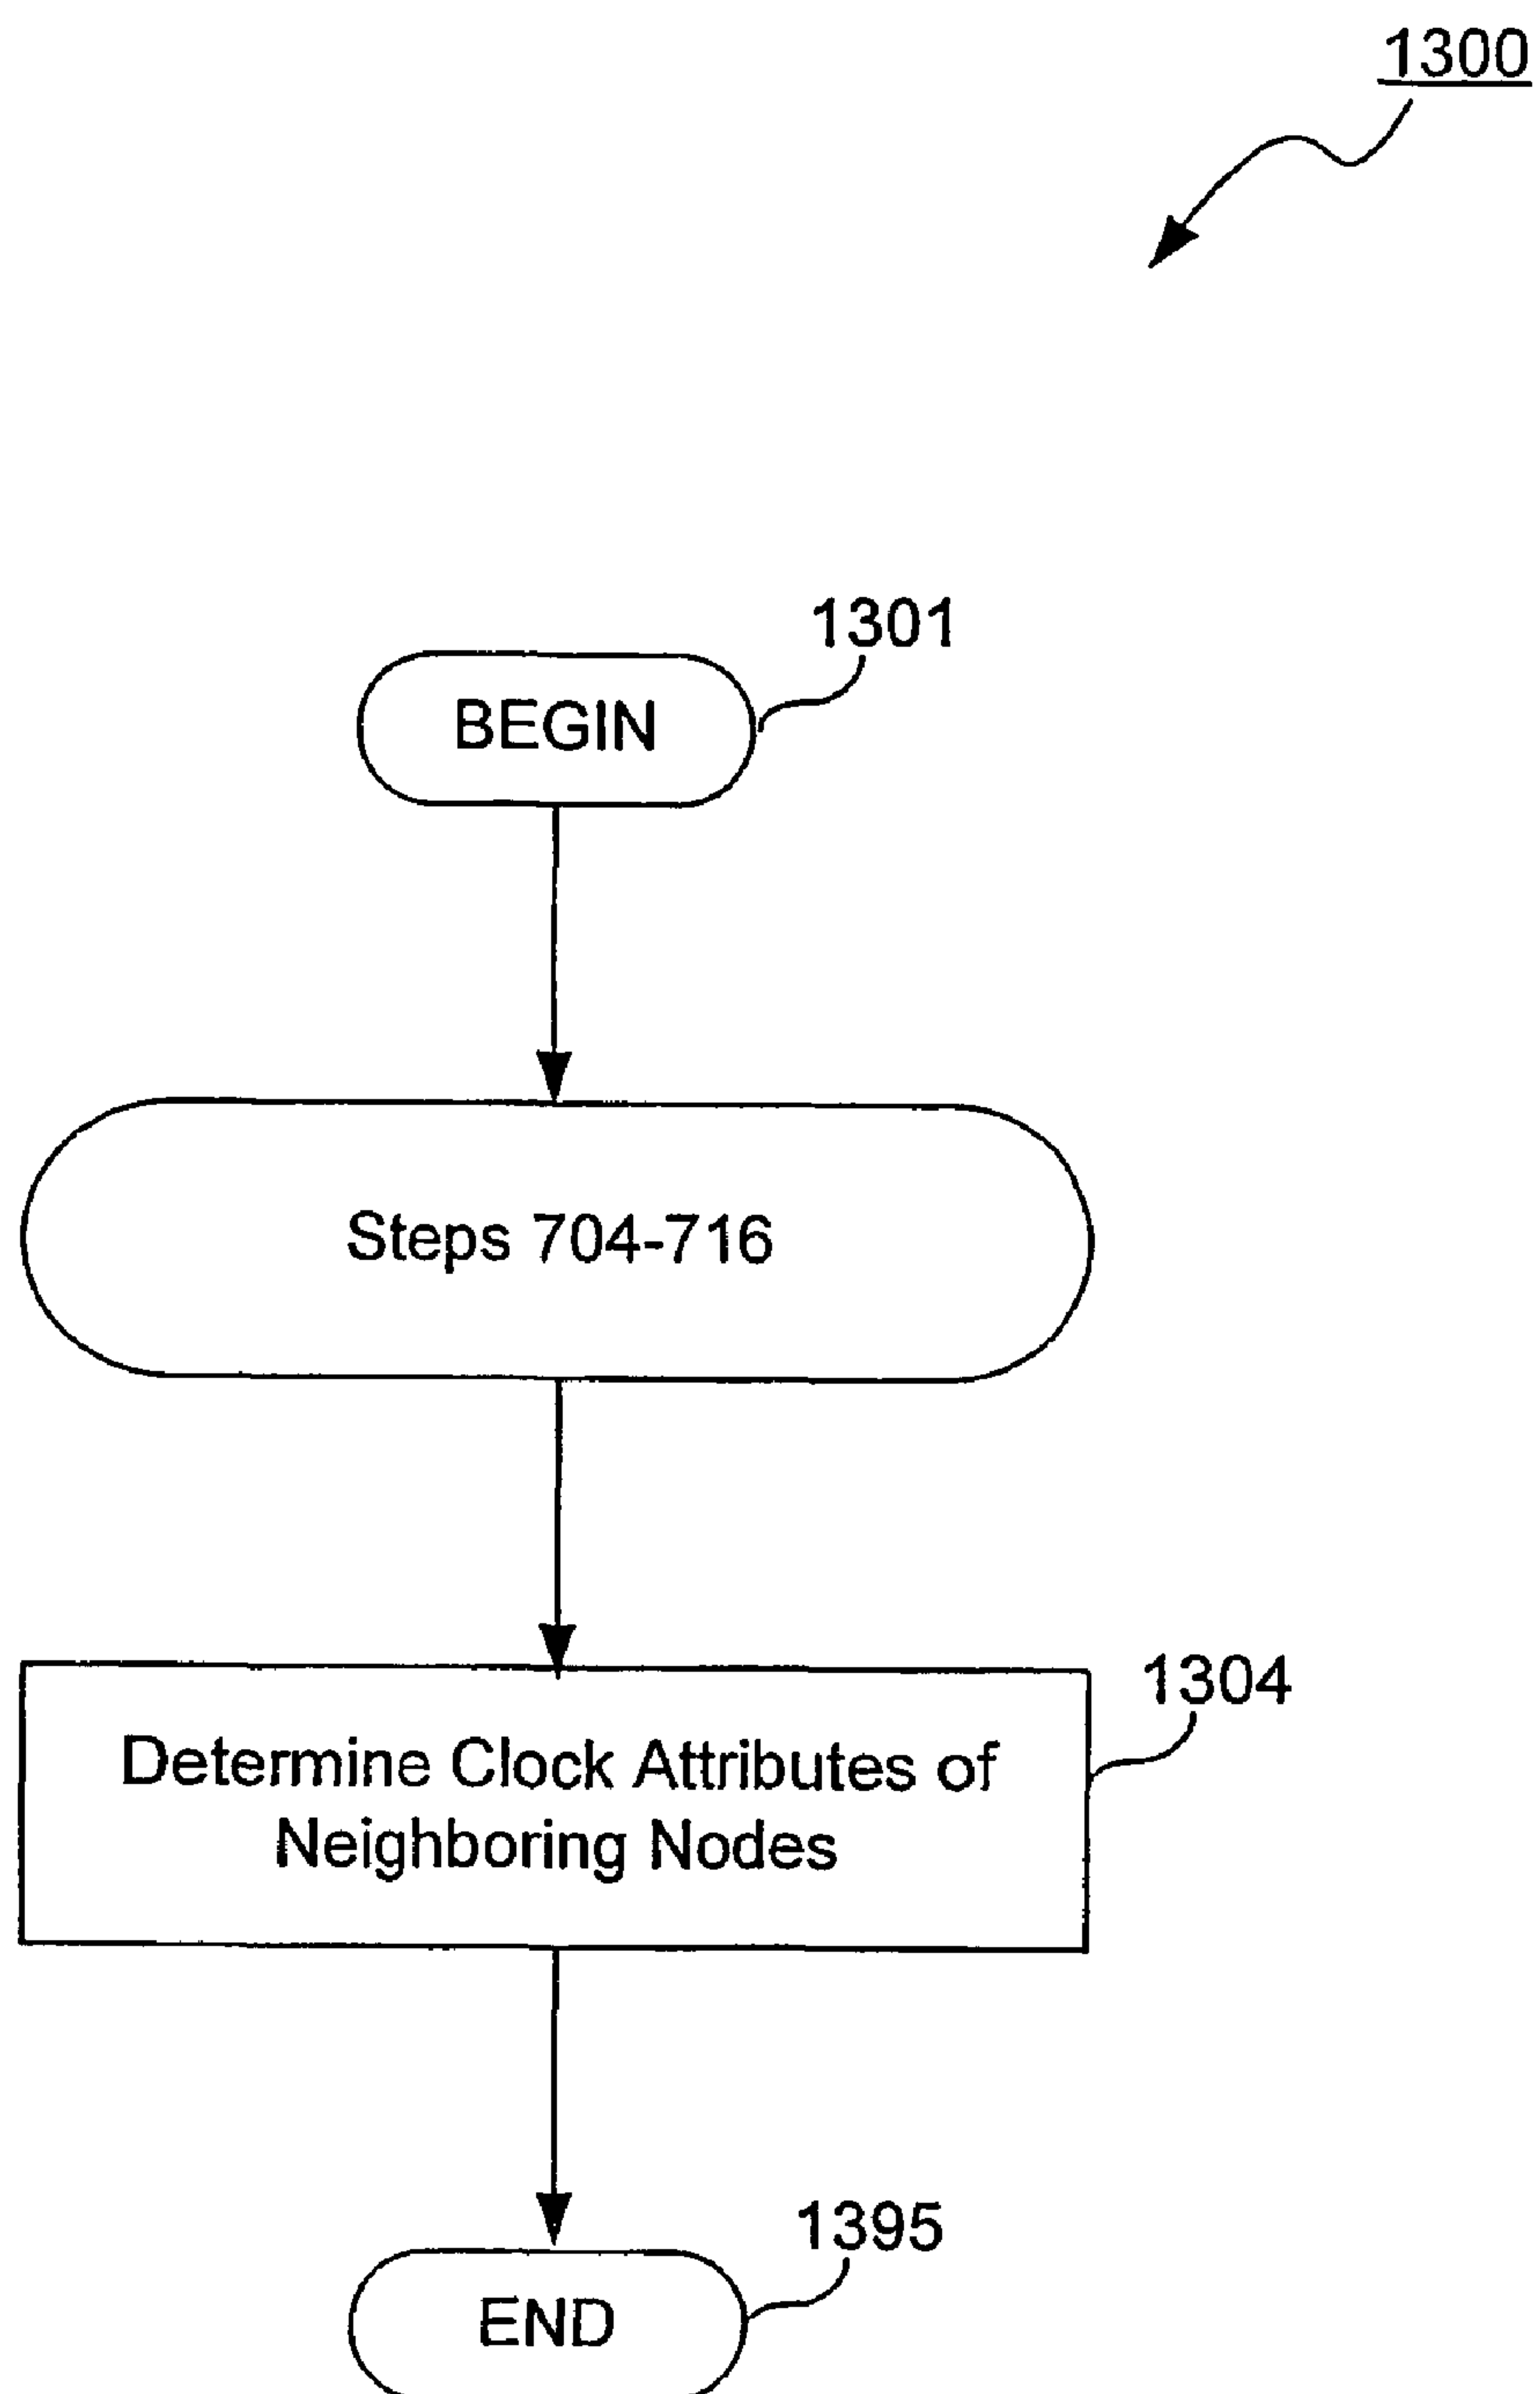 1300
1301
BEGIN
Steps 704-716
1304
Determine Clock Attributes of
Neighboring Nodes
1395
END